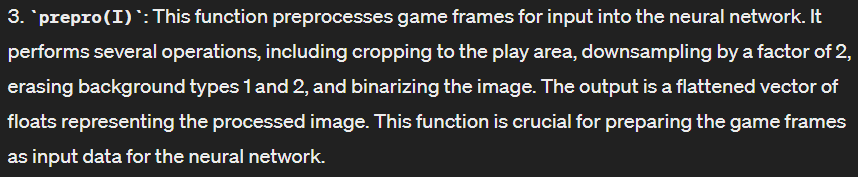 3. `prepro(I)`: This function preprocesses game frames for input into the neural network. It
performs several operations, including cropping to the play area, downsampling by a factor of 2,
erasing background types 1 and 2, and binarizing the image. The output is a flattened vector of
floats representing the processed image. This function is crucial for preparing the game frames
as input data for the neural network.